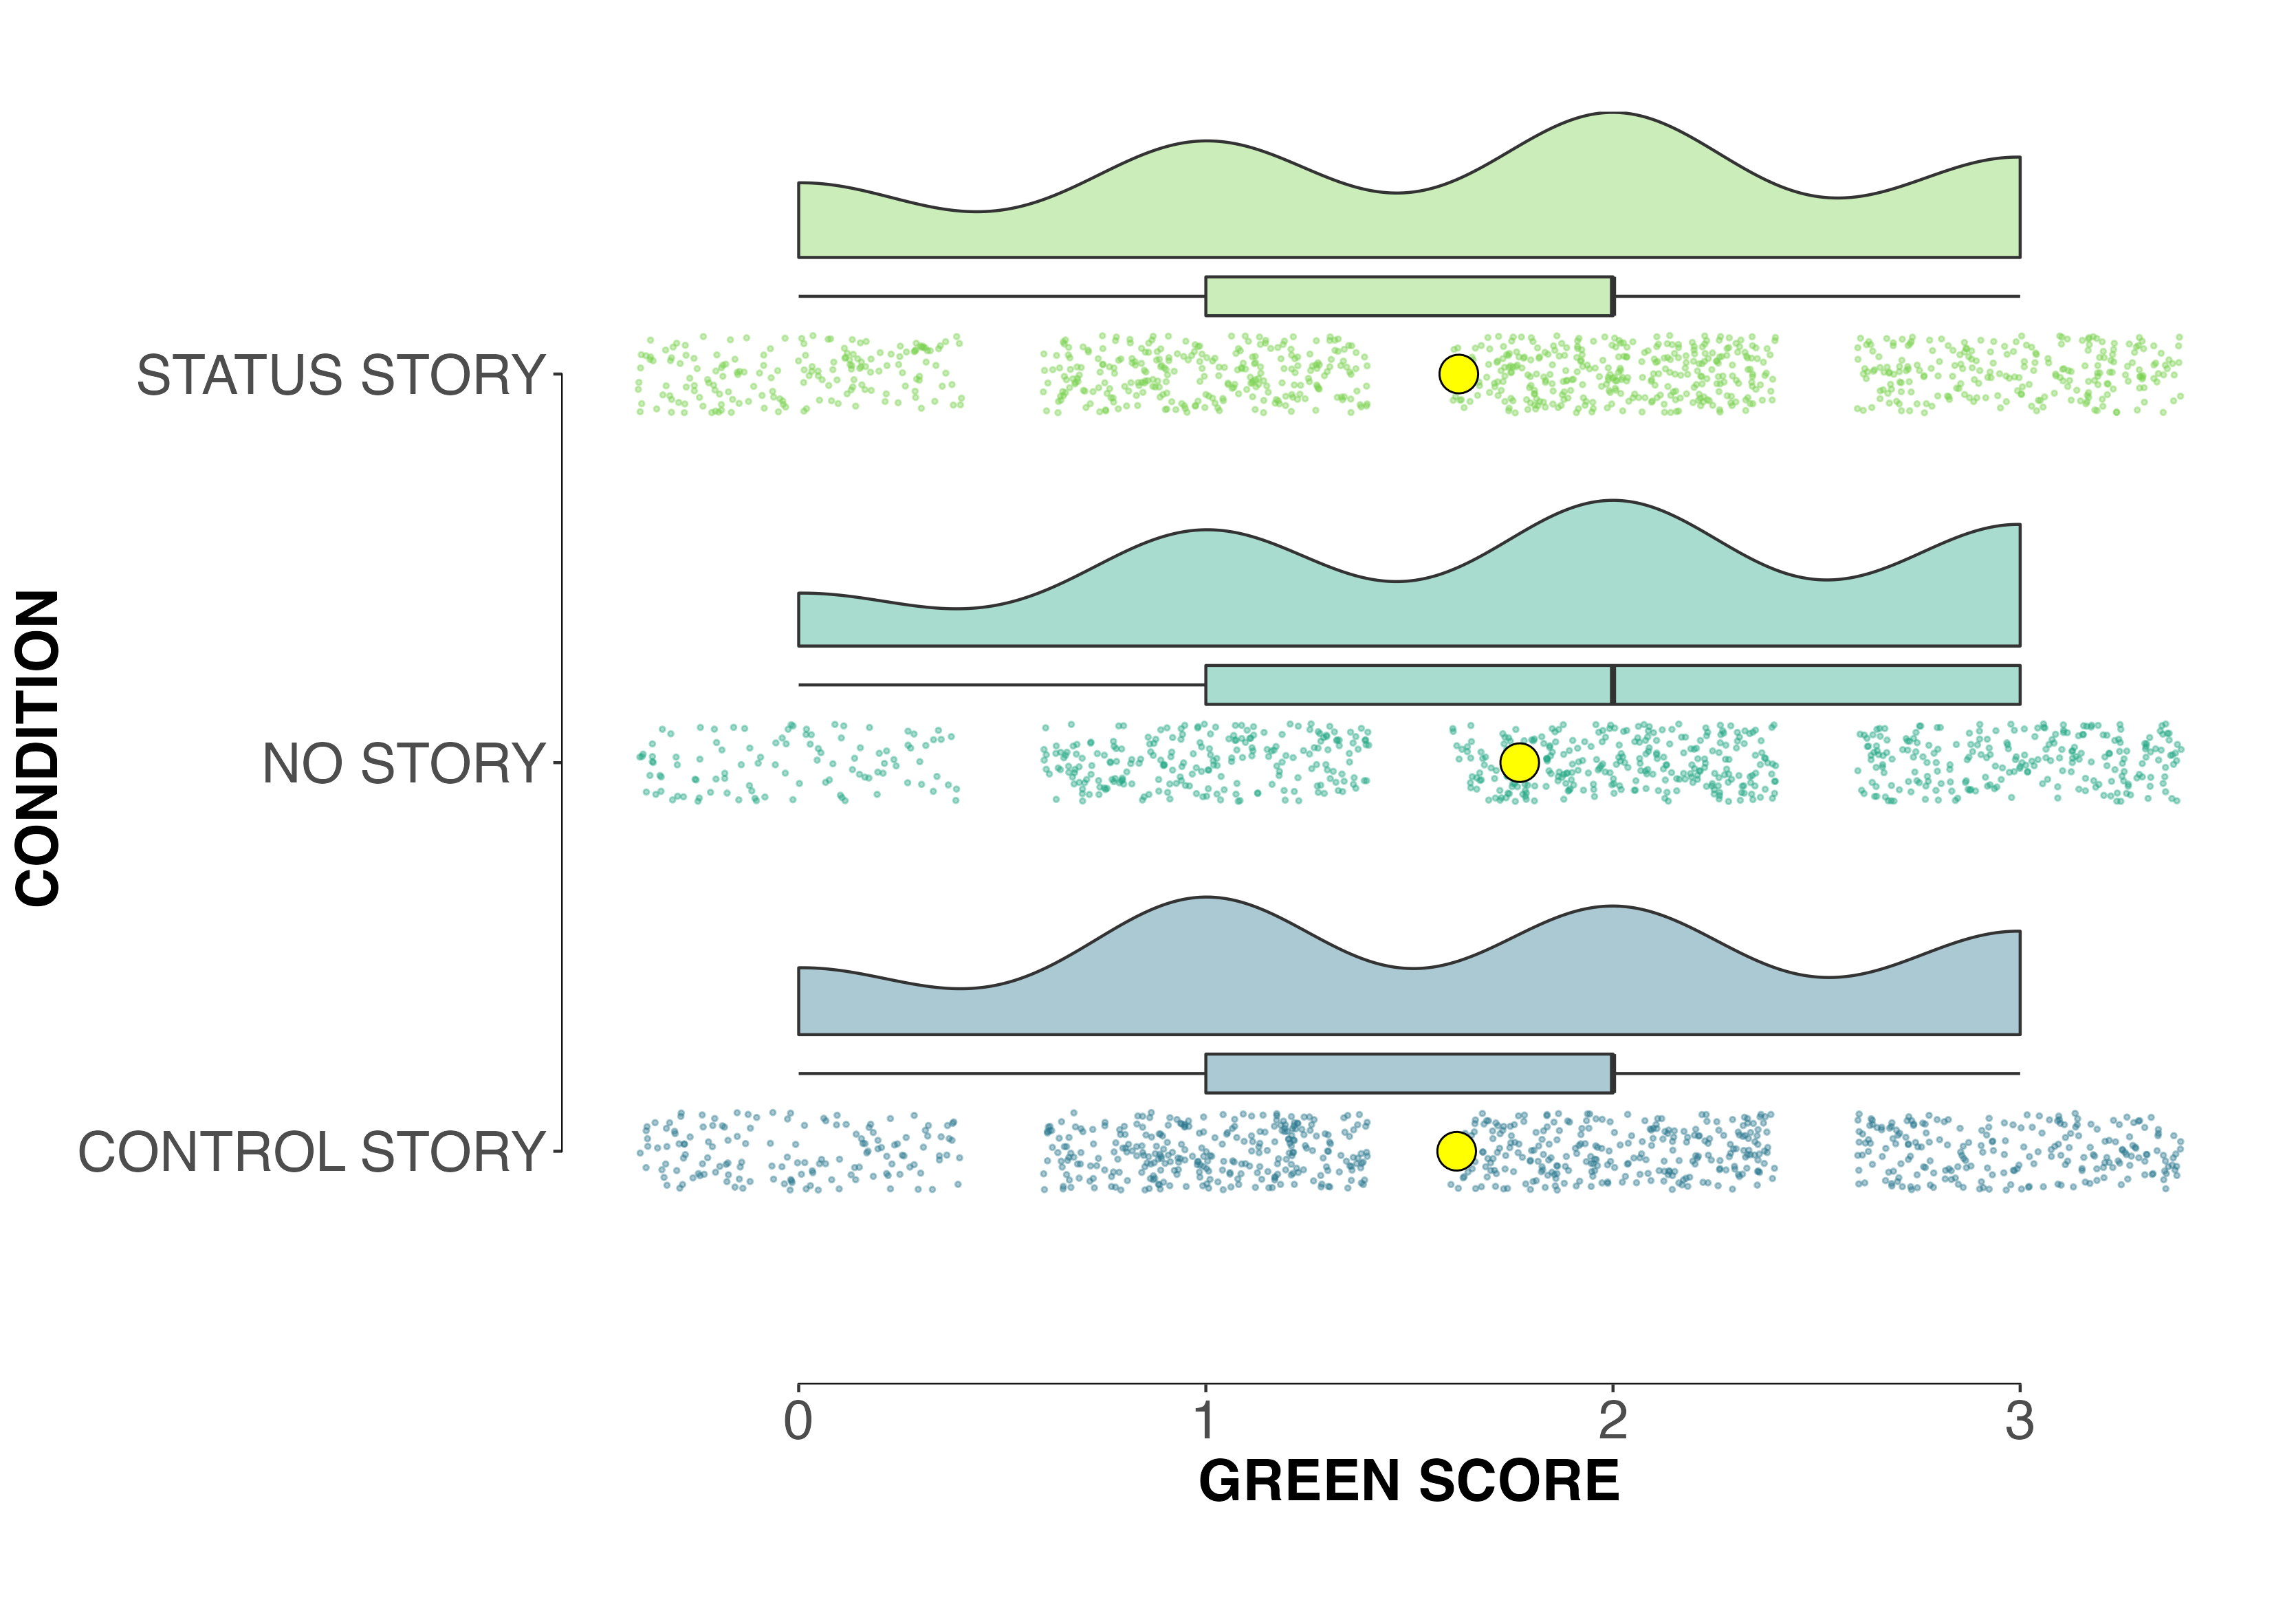 CONDITION
STATUS STORY
NO STORY
CONTROL STORY
0 1 2 3
GREEN SCORE